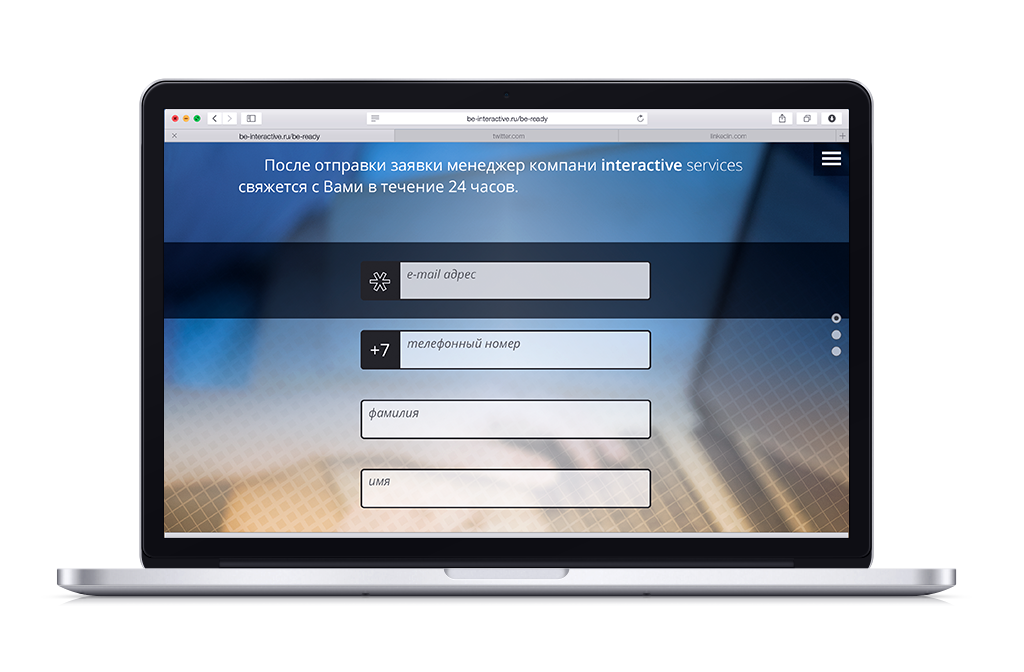 be-interactive.ru/be-ready
be-interactive.ru/be-ready
twitter.com
linkedin.com
После отправки заявки менеджер компани interactive services
свяжется с Вами в течение 24 часов.
e-mail адрес
+7
телефонный номер
фамилия
имя